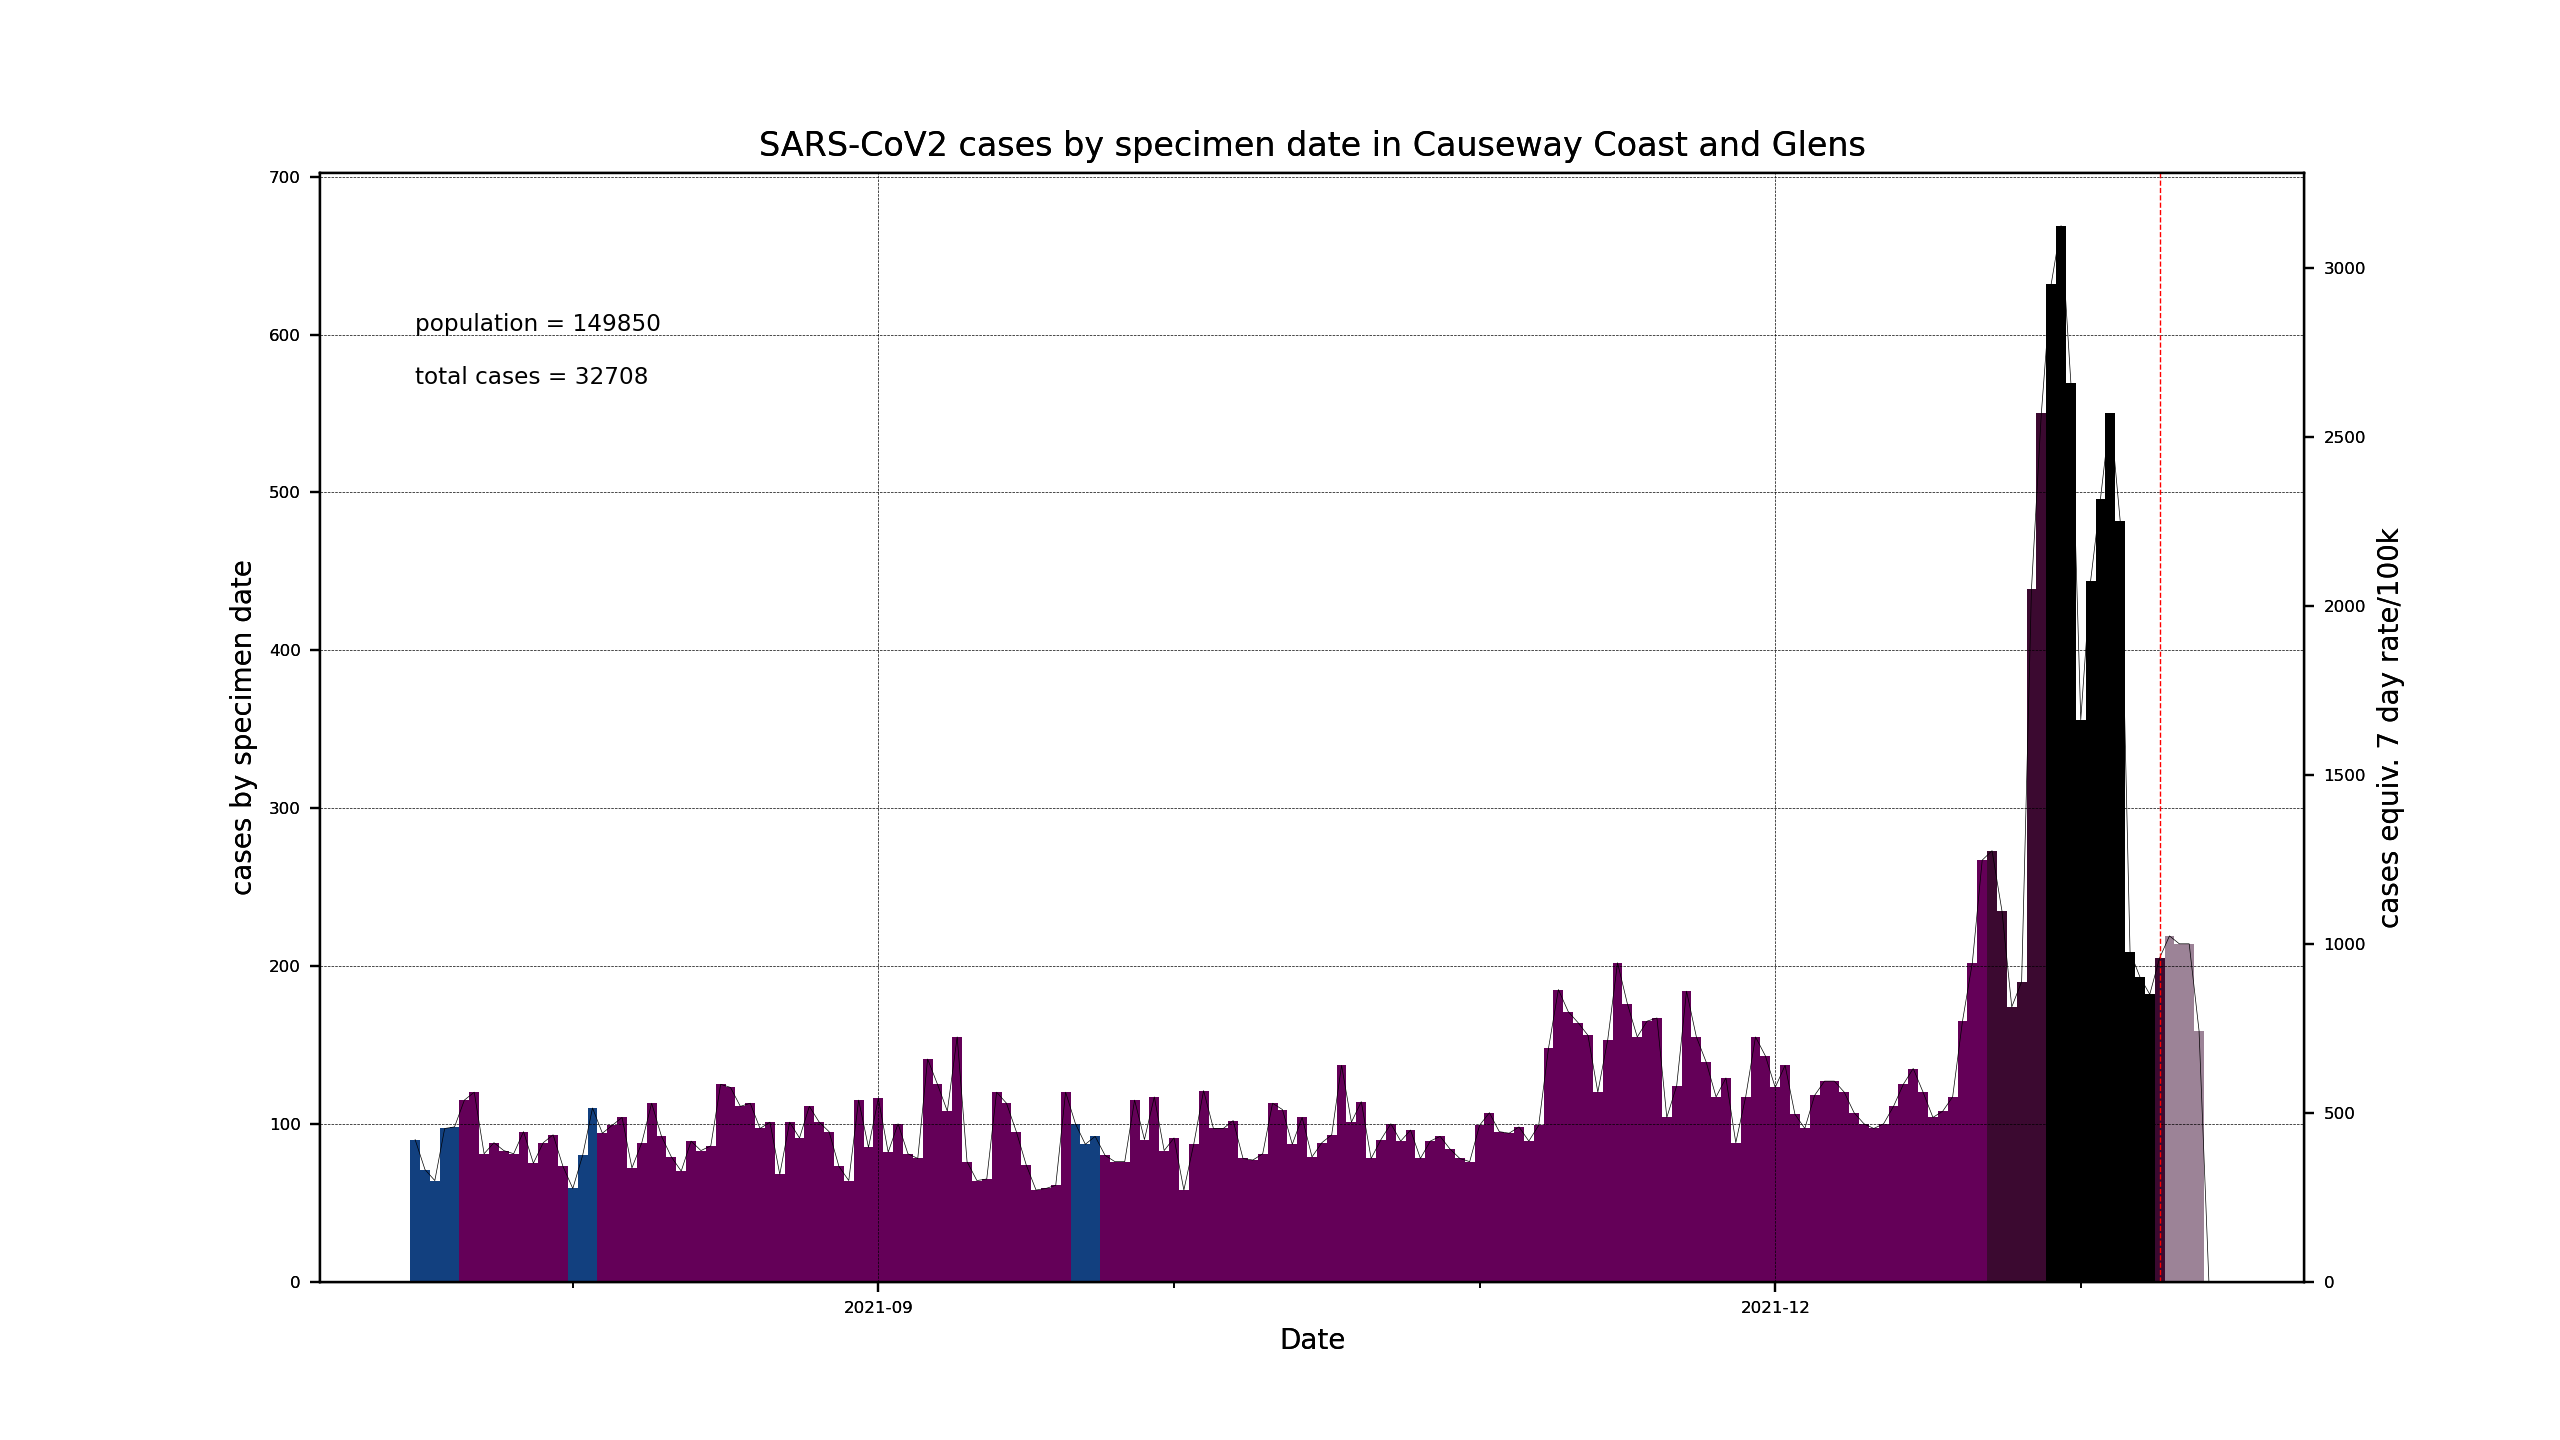 SARS-CoV2 cases by specimen date in Causeway Coast and Glens
population = 149850
total cases = 32708
cases by specimen date
700
600
500
400
300
200
100
0
3000
2500
2000
1500
1000
500
0
cases equiv. 7 day rate/100k
2021-09
2021-12
Date